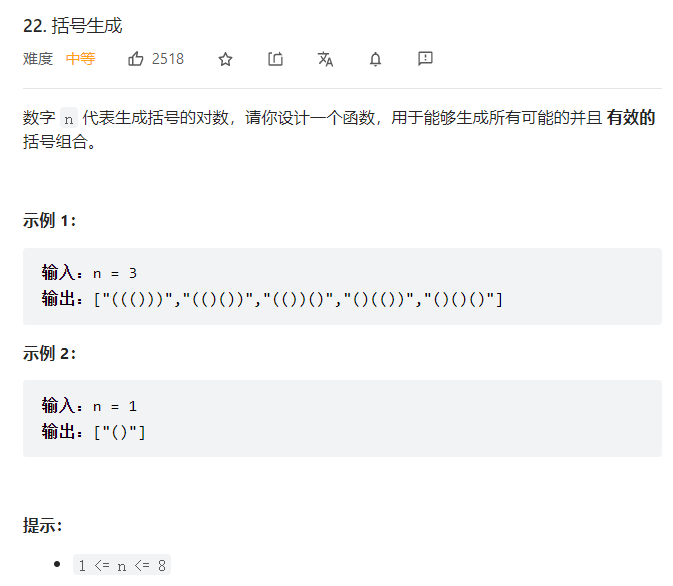 22. 括号生成
难度 中等 2518
数字 n 代表生成括号的对数，请你设计一个函数，用于能够生成所有可能的并且 有效的
括号组合。
示例 1：
输入：n = 3
输出：["((()))","(()())","(())()","()(())","()()()"]
示例 2：
输入：n = 1
输出：["()"]
提示：
• 1 <= n <= 8